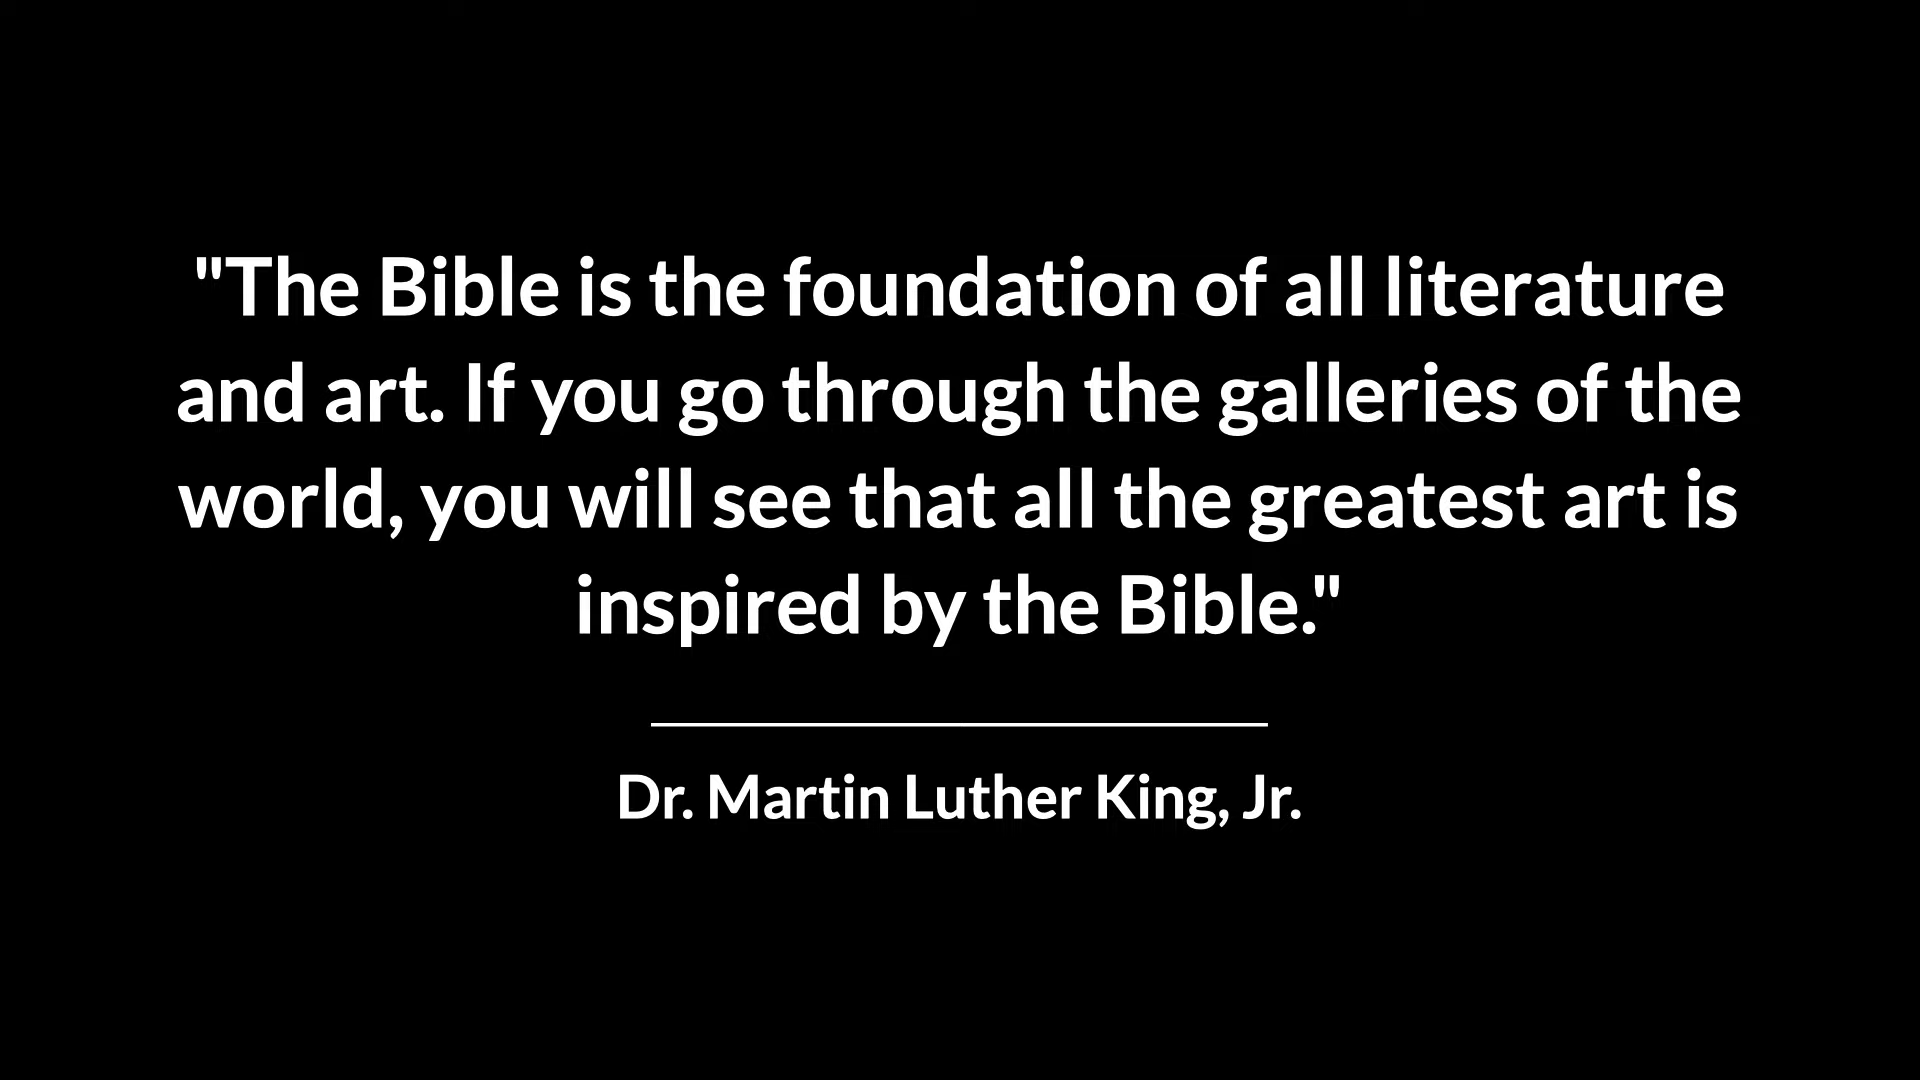 "The Bible is the foundation of all literature
and art. If you go through the galleries of the
world, you will see that all the greatest art is
inspired by the Bible."
Dr. Martin Luther King, Jr.